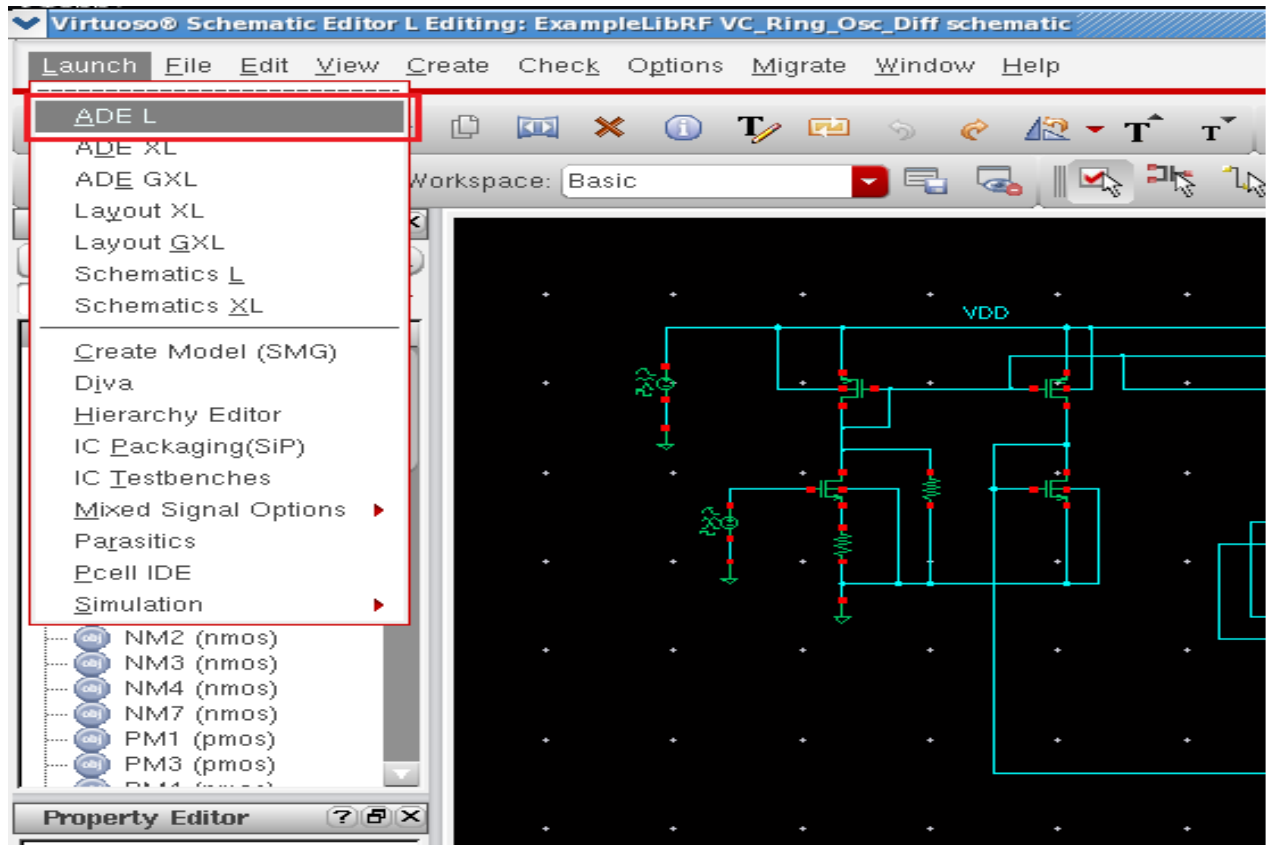 Virtuoso® Schematic Editor L Editing: ExampleLibRF VC_Ring_Osc_Diff schematic
Launch File Edit View Create Check Options Migrate Window Help
ADE L
ADE XL
ADE GXL
Workspace: Basic
Layout XL
Layout GXL
Schematics L
Schematics XL
Create Model (SMG)
Diva
Hierarchy Editor
IC Packaging(SiP)
IC Testbenches
Mixed Signal Options
Parasitics
Pcell IDE
Simulation
NM2 (nmos)
NM3 (nmos)
NM4 (nmos)
NM7 (nmos)
PM1 (pmos)
PM3 (pmos)
Property Editor
VDD